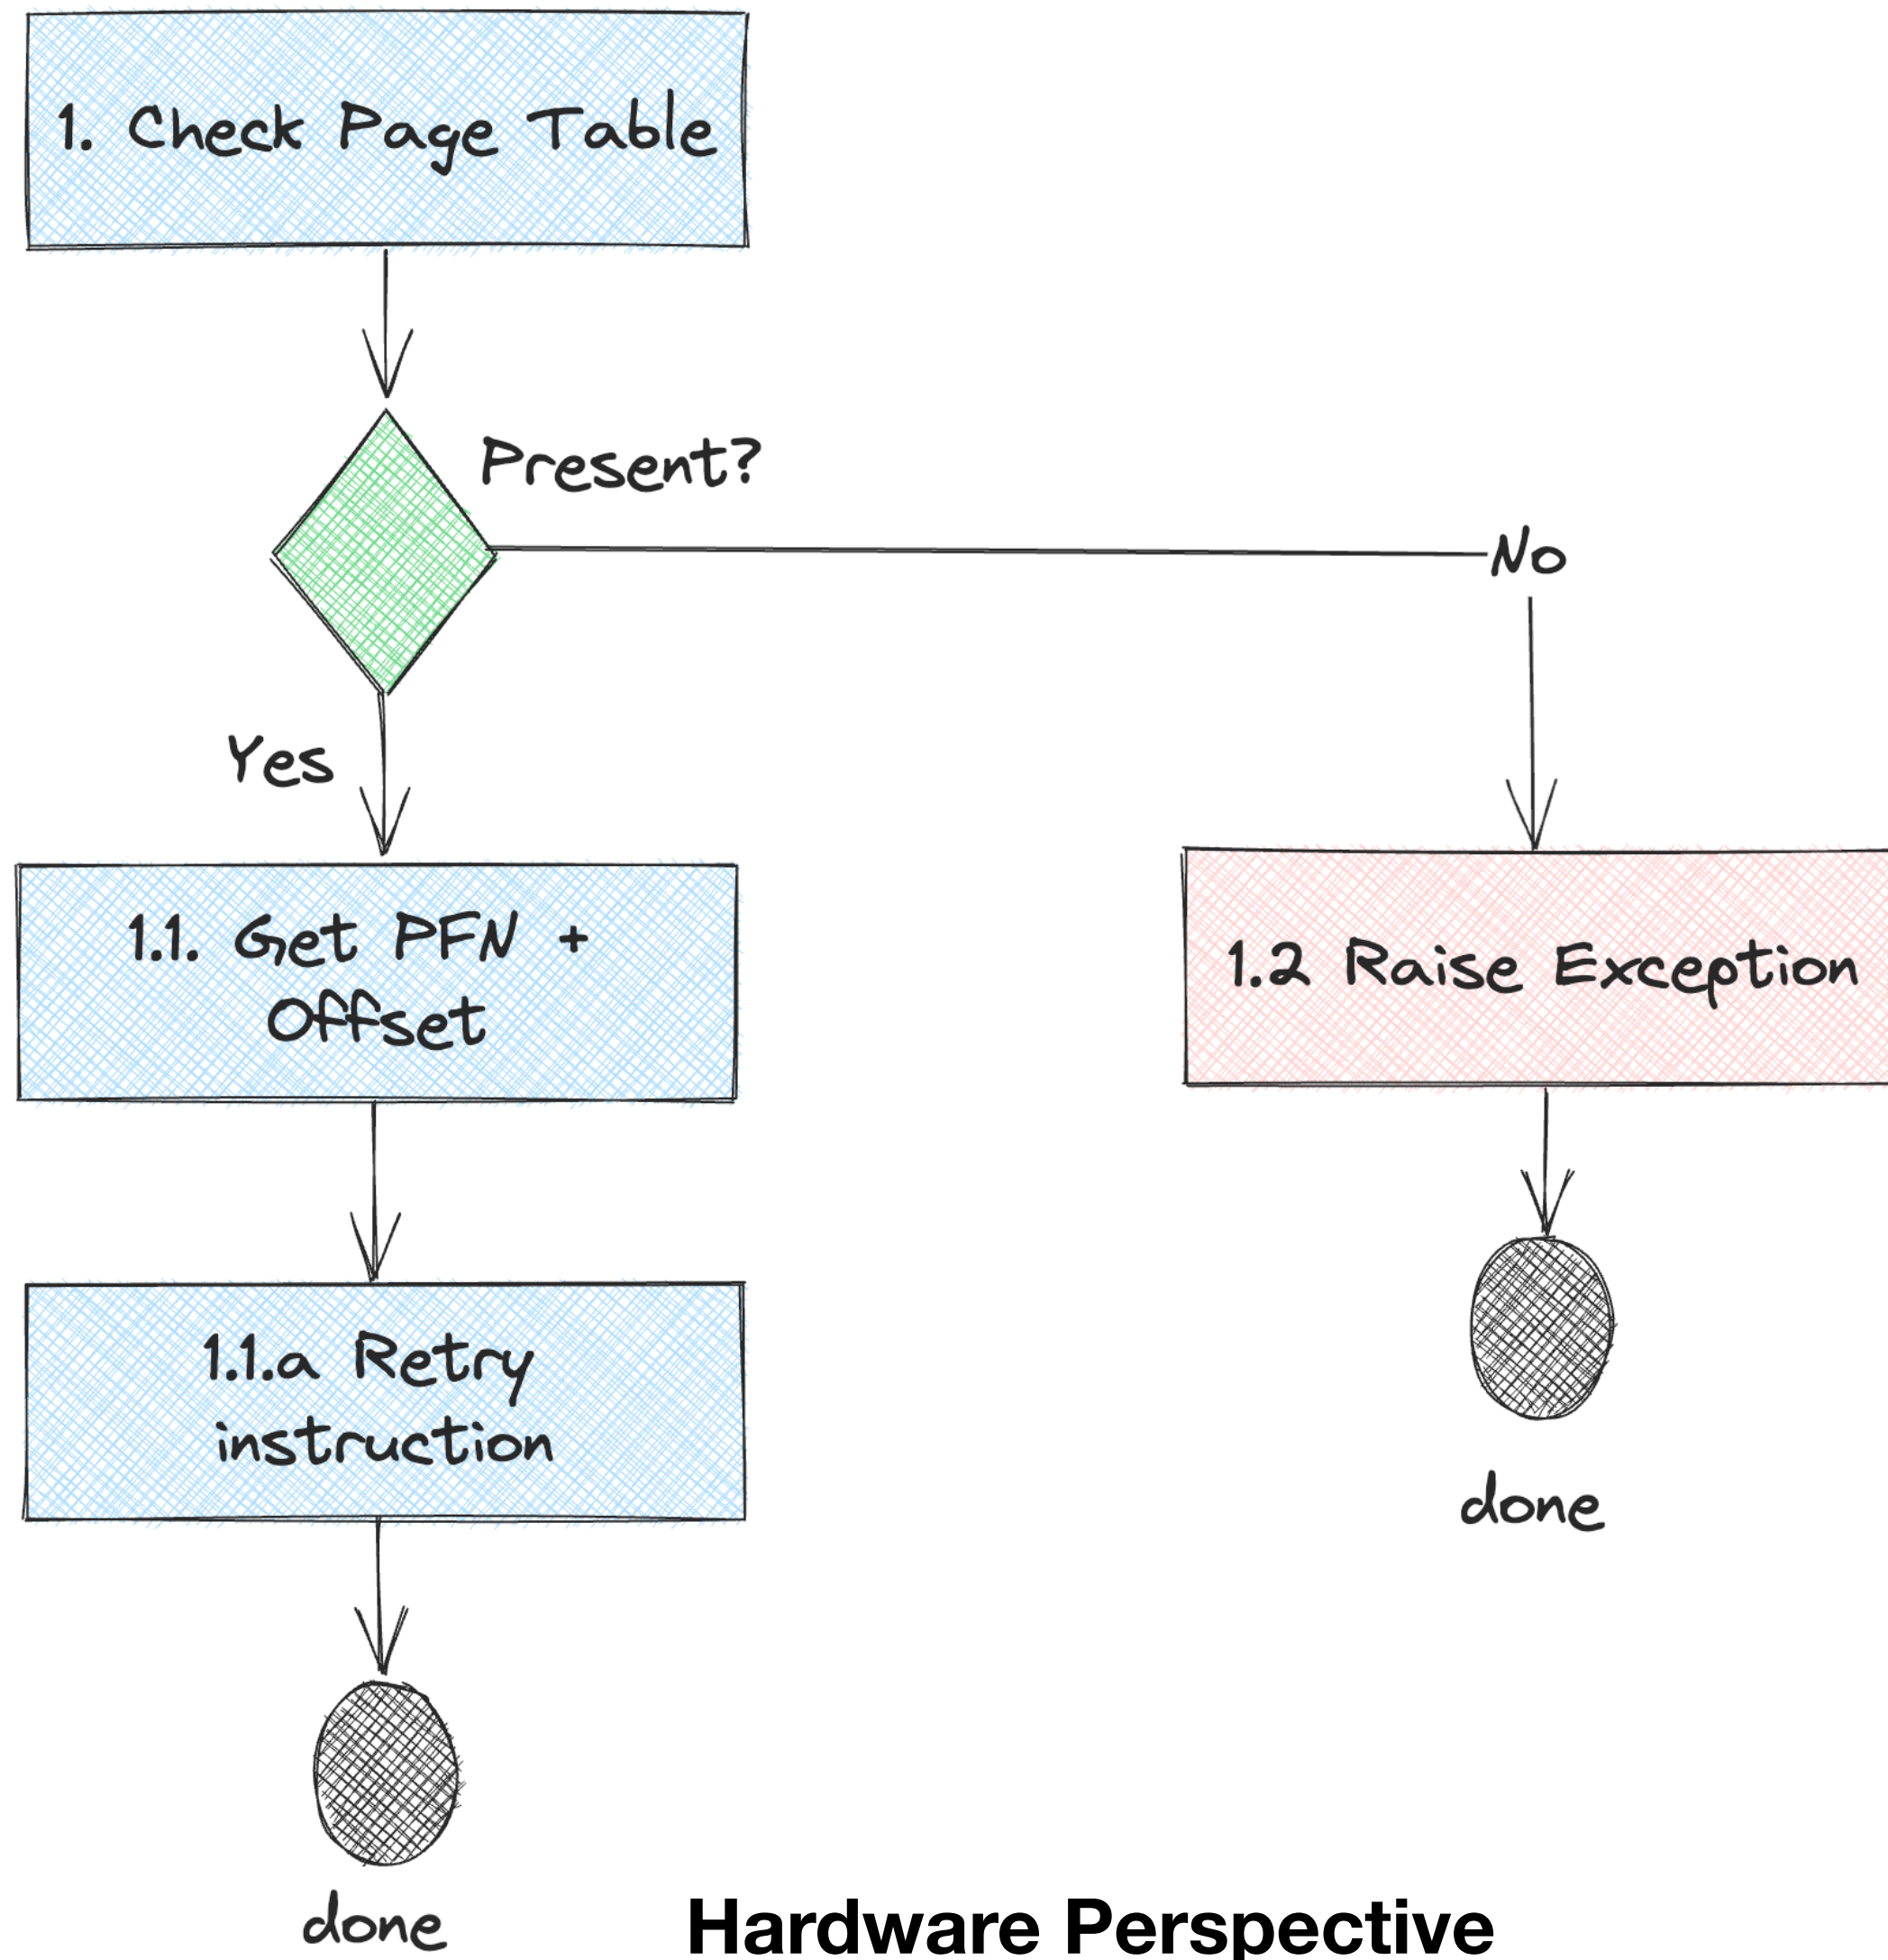 1. Check Page Table
Present?
No
Yes
1.1. Get PFN +
Offset
1.2 Raise Exception
1.1.a Retry
instruction
done
done
Hardware Perspective